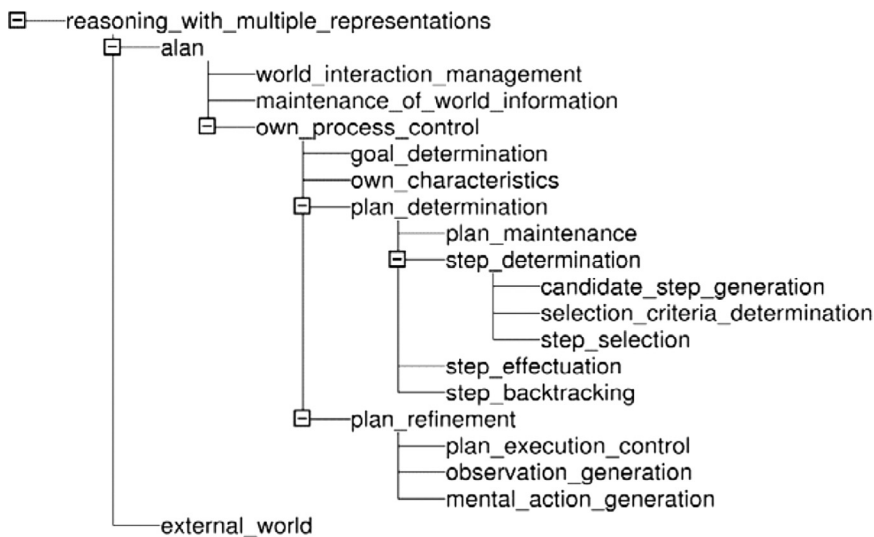 reasoning_with_multiple_representations
alan
world_interaction_management
maintenance_of_world_information
own_process_control
goal_determination
own_characteristics
plan_determination
plan_maintenance
step_determination
candidate_step_generation
selection_criteria_determination
step_selection
step_effectuation
step_backtracking
plan_refinement
plan_execution_control
observation_generation
mental_action_generation
external_world